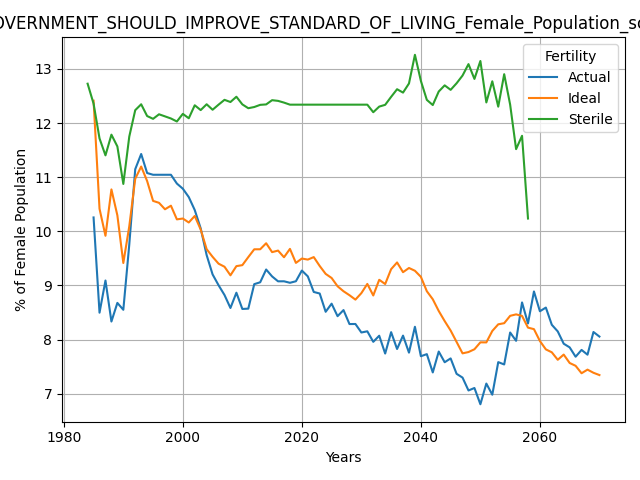 OVERNMENT_SHOULD_IMPROVE_STANDARD_OF_LIVING_Female_Population_so
Fertility
Actual
Ideal
Sterile
% of Female Population
13
12
11
10
9
8
7
1980
2000
2020
2040
2060
Years